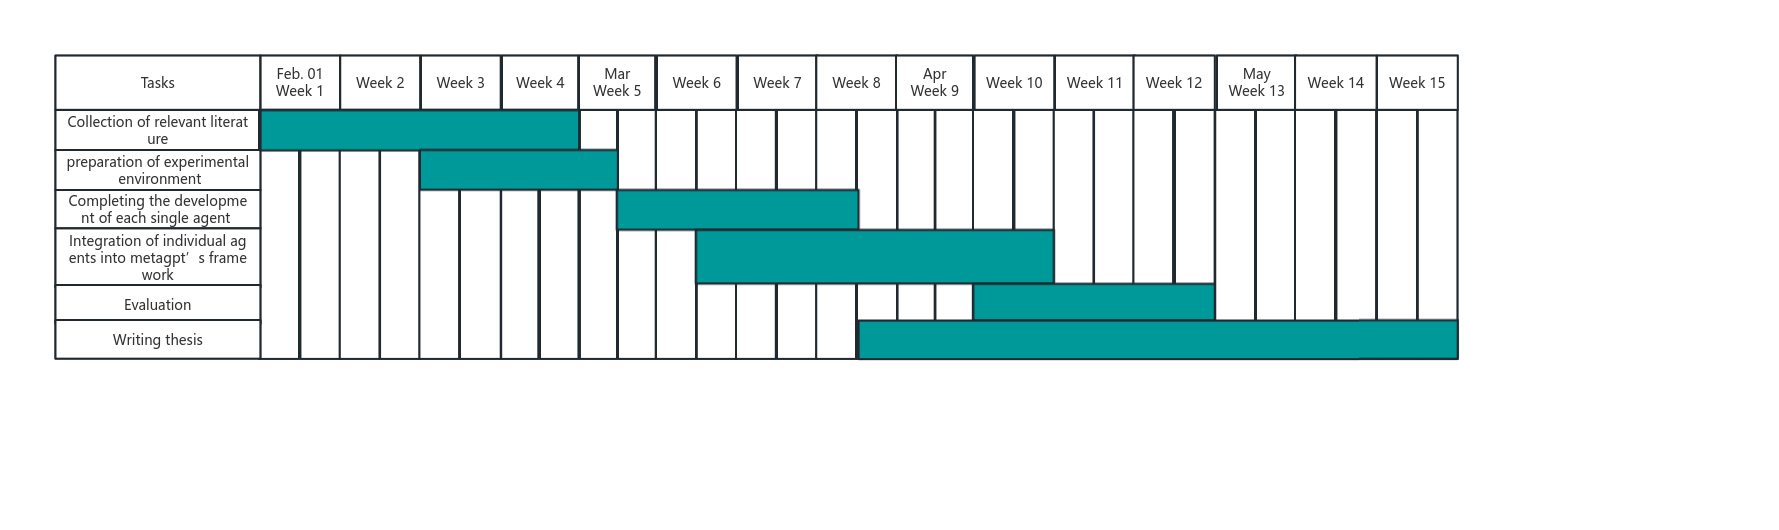 Tasks
Feb. 01
Week 1
Week 2
Week 3
Week 4
Mar
Week 5
Week 6
Week 7
Week 8
Apr
Week 9
Week 10
Week 11
Week 12
May
Week 13
Week 14
Week 15
Collection of relevant literat
ure
preparation of experimental
environment
Completing the developme
nt of each single agent
Integration of individual ag
ents into metagpt’s frame
work
Evaluation
Writing thesis